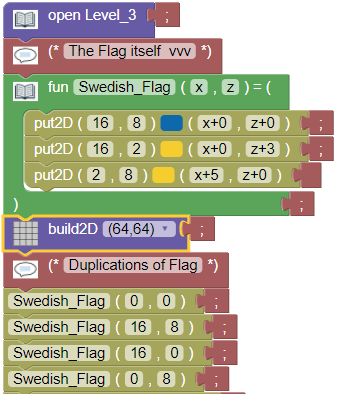 open Level_3 ;
(* The Flag itself vvv *) ;
fun Swedish_Flag ( x , z ) = (
put2D ( 16 , 8 ) ( x+0 , z+0 ) ;
put2D ( 16 , 2 ) ( x+0 , z+3 ) ;
put2D ( 2 , 8 ) ( x+5 , z+0 ) ;
) ;
build2D (64,64) ;
(* Duplications of Flag *) ;
Swedish_Flag ( 0 , 0 ) ;
Swedish_Flag ( 16 , 8 ) ;
Swedish_Flag ( 16 , 0 ) ;
Swedish_Flag ( 0 , 8 ) ;